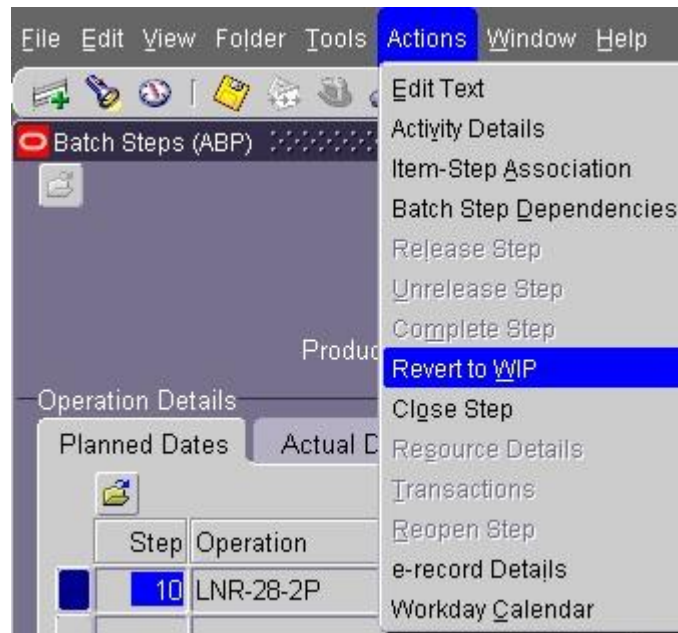 File Edit View Folder Tools Actions Window Help
Edit Text
Activity Details
Item-Step Association
Batch Step Dependencies
Release Step
Unrelease Step
Complete Step
Revert to WIP
Close Step
Resource Details
Transactions
Reopen Step
e-record Details
Workday Calendar
Batch Steps (ABP)
Produc
Operation Details
Planned Dates Actual D
Step Operation
10 LNR-28-2P